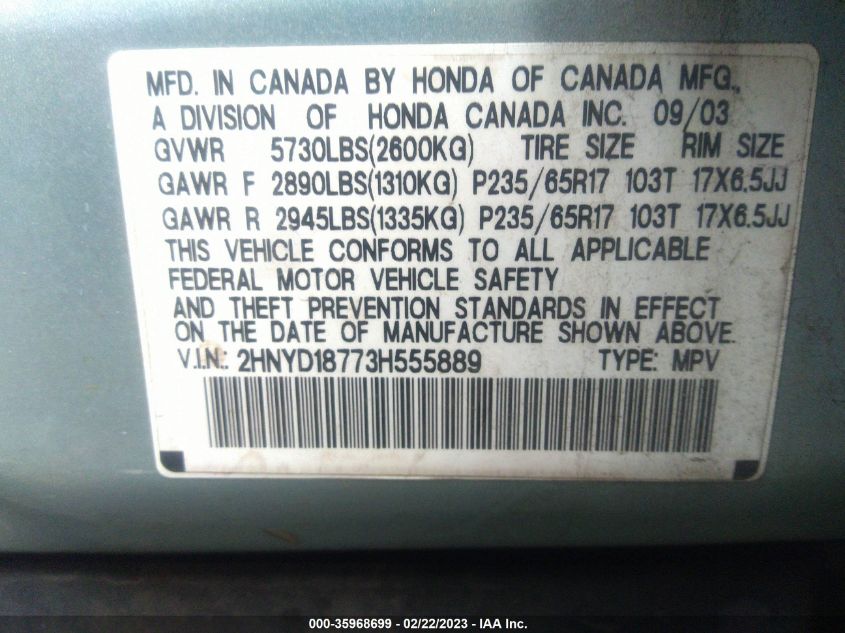 MFD. IN CANADA BY HONDA OF CANADA MFG.,
A DIVISION OF HONDA CANADA INC. 09/03
GVWR 5730LBS(2600KG) TIRE SIZE RIM SIZE
GAWR F 2890LBS(1310KG) P235/65R17 103T 17X6.5JJ
GAWR R 2945LBS(1335KG) P235/65R17 103T 17X6.5JJ
THIS VEHICLE CONFORMS TO ALL APPLICABLE
FEDERAL MOTOR VEHICLE SAFETY
AND THEFT PREVENTION STANDARDS IN EFFECT
ON THE DATE OF MANUFACTURE SHOWN ABOVE.
V.I.N.: 2HNYD18773H555889 TYPE: MPV
000-35968699 - 02/22/2023 - IAA Inc.